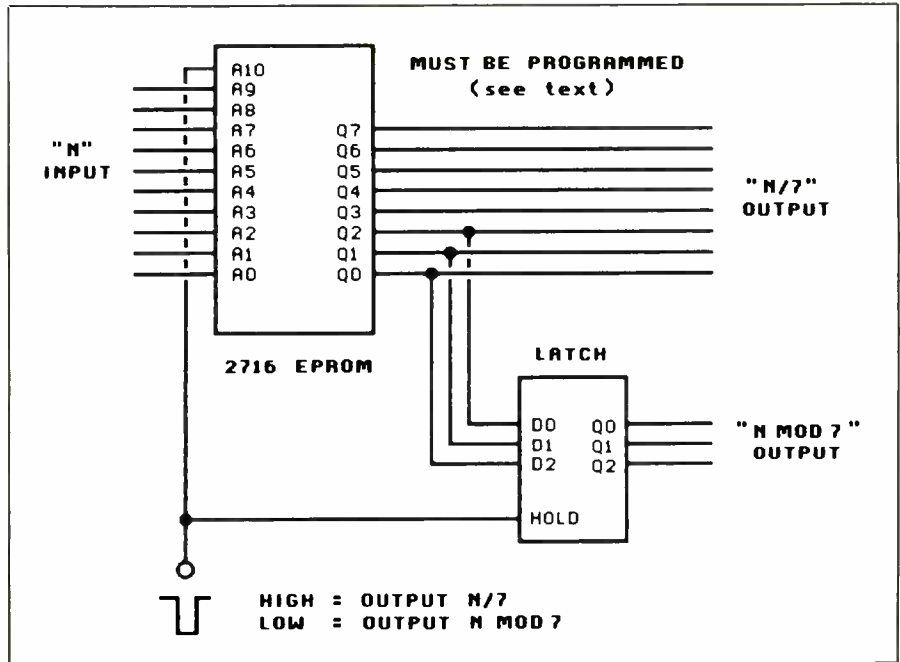 MUST BE PROGRAMMED
(see text)
"N"
INPUT
A10
A9
A8
A7
A6
A5
A4
A3
A2
A1
A0
Q7
Q6
Q5
Q4
Q3
Q2
Q1
Q0
"N/7"
OUTPUT
2716 EPROM
LATCH
D0
D1
D2
HOLD
Q0
Q1
Q2
"N MOD 7"
OUTPUT
HIGH = OUTPUT N/7
LOW = OUTPUT N MOD 7